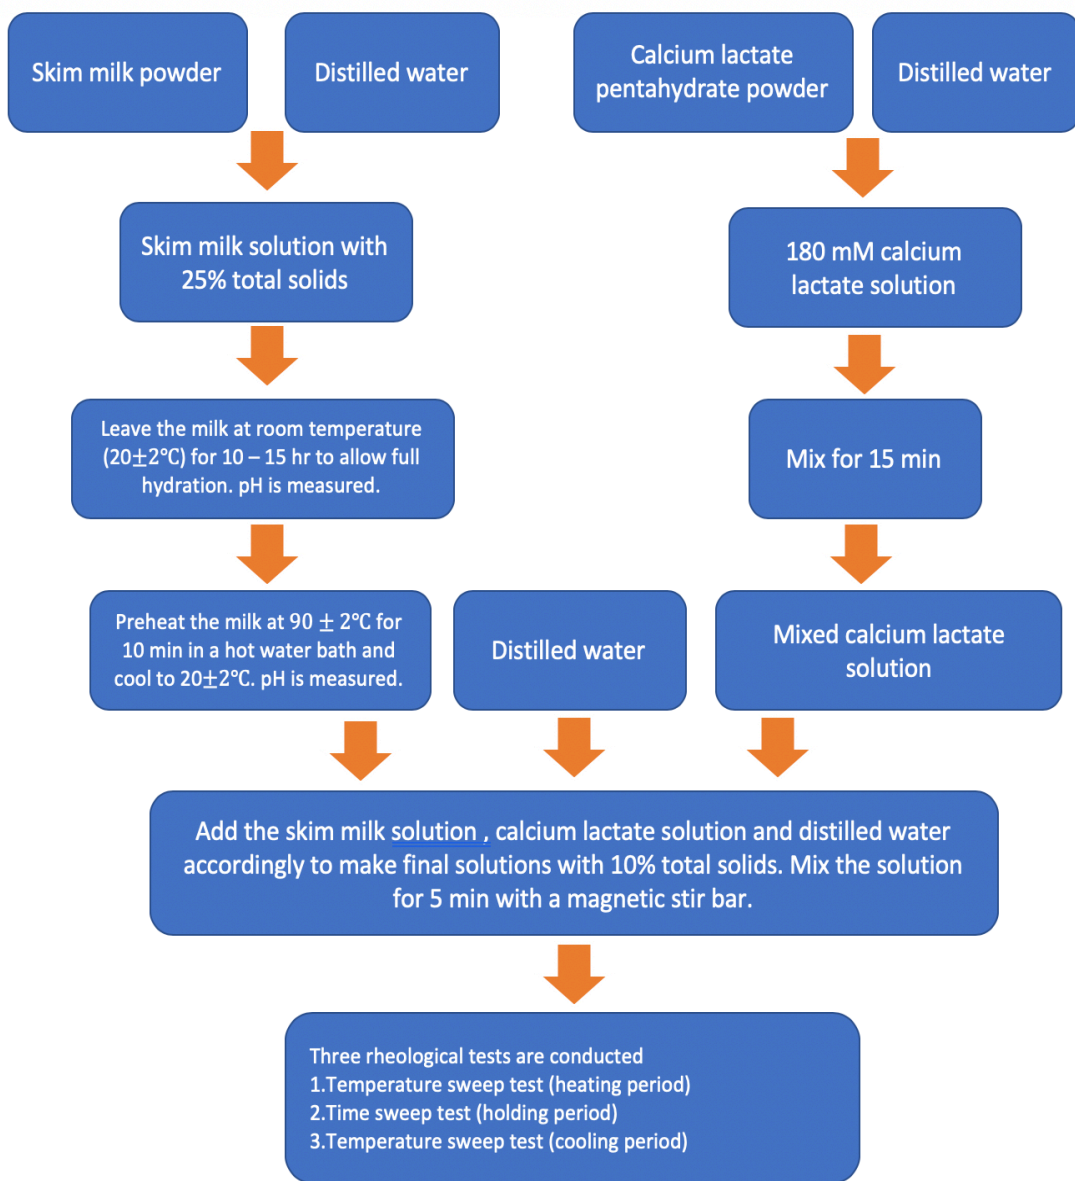 Skim milk powder
Distilled water
Calcium lactate
pentahydrate powder
Distilled water
Skim milk solution with
25% total solids
180 mM calcium
lactate solution
Leave the milk at room temperature
(20±2℃) for 10 – 15 hr to allow full
hydration. pH is measured.
Mix for 15 min
Preheat the milk at 90 ± 2℃ for
10 min in a hot water bath and
cool to 20±2℃. pH is measured.
Distilled water
Mixed calcium lactate
solution
Add the skim milk solution , calcium lactate solution and distilled water
accordingly to make final solutions with 10% total solids. Mix the solution
for 5 min with a magnetic stir bar.
Three rheological tests are conducted
1.Temperature sweep test (heating period)
2.Time sweep test (holding period)
3.Temperature sweep test (cooling period)